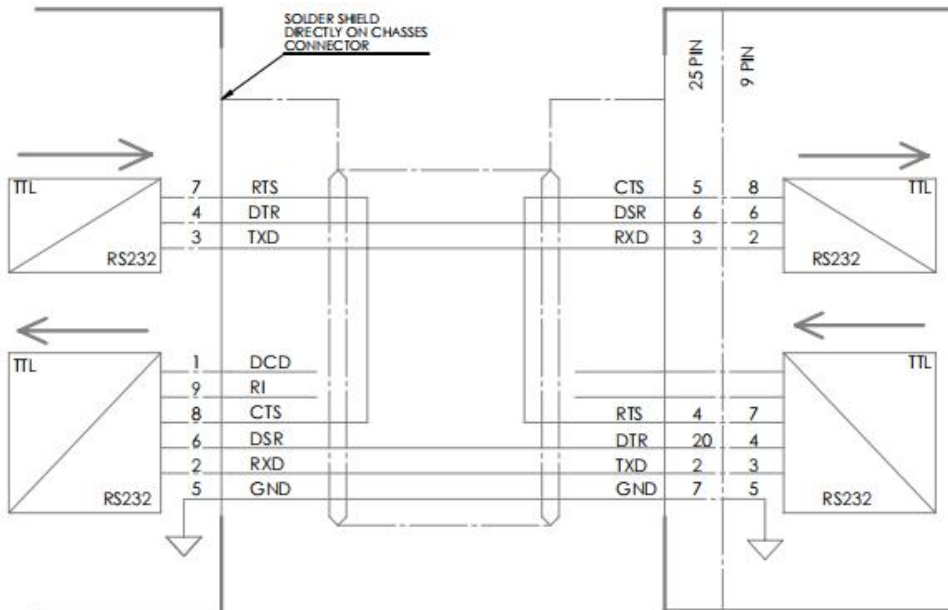 SOLDER SHIELD
DIRECTLY ON CHASSES
CONNECTOR
25 PIN
9 PIN
TTL
RS232
7 RTS
4 DTR
3 TXD
CTS 5 8
DSR 6 6
RXD 3 2
TTL
RS232
TTL
RS232
1 DCD
9 RI
8 CTS
6 DSR
2 RXD
5 GND
RTS 4 7
DTR 20 4
TXD 2 3
GND 7 5
TTL
RS232